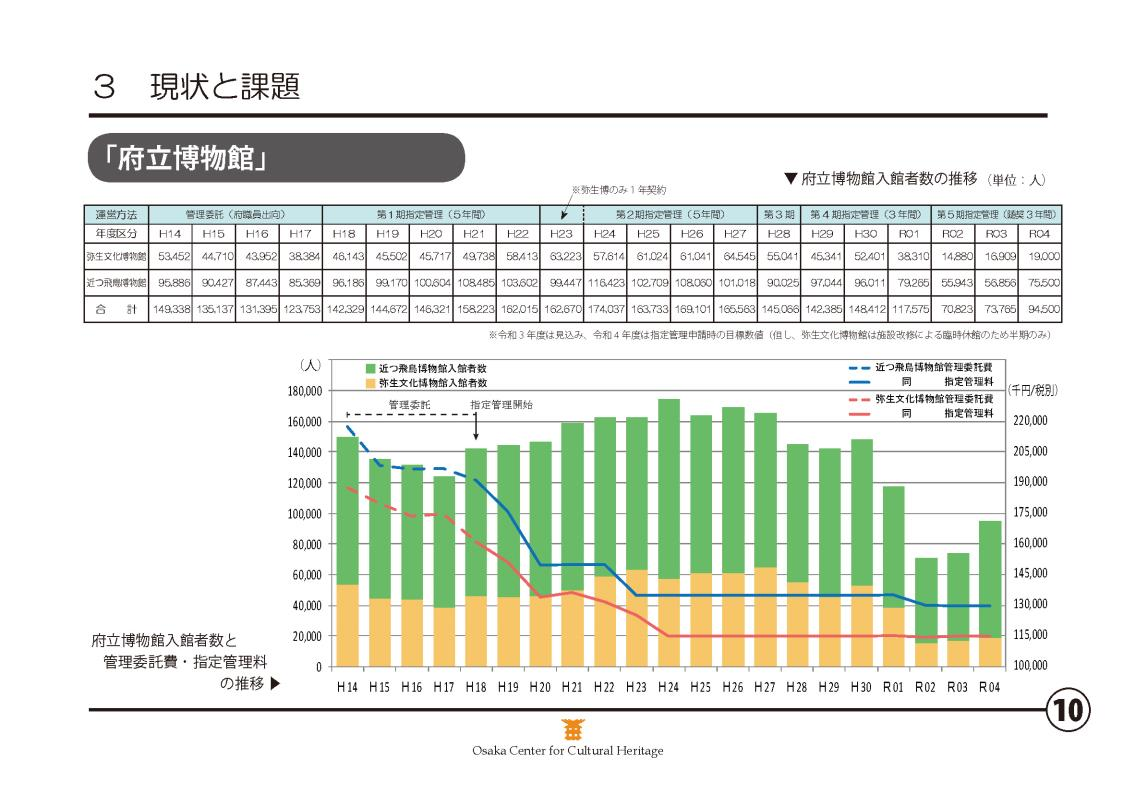 ３　現状と課題
「府立博物館」
▼府立博物館入館者数の推移（単位：人）
※弥生博のみ１年契約
運営方法 管理委託（府職員出向） 第１期指定管理（５年間） 第２期指定管理（５年間） 第３期 第４期指定管理（３年間） 第５期指定管理（随契３年間）
年度区分 H14 H15 H16 H17 H18 H19 H20 H21 H22 H23 H24 H25 H26 H27 H28 H29 H30 R01 R02 R03 R04
弥生文化博物館 53,452 44,710 43,952 38,384 46,143 45,502 45,717 49,738 58,413 63,223 57,614 61,024 61,041 64,545 55,041 45,341 52,401 38,310 14,880 16,909 19,000
近つ飛鳥博物館 95,886 90,427 87,443 85,369 96,186 99,170 100,604 108,485 103,602 99,447 116,423 102,709 108,060 101,018 90,025 97,044 96,011 79,265 55,943 56,856 75,500
合　計 149,338 135,137 131,395 123,753 142,329 144,672 146,321 158,223 162,015 162,670 174,037 163,733 169,101 165,563 145,066 142,385 148,412 117,575 70,823 73,765 94,500
※令和３年度は見込み、令和４年度は指定管理申請時の目標数値（但し、弥生文化博物館は施設改修による臨時休館のため半期のみ）
（人）
近つ飛鳥博物館入館者数
弥生文化博物館入館者数
近つ飛鳥博物館管理委託費
同　指定管理料
弥生文化博物館管理委託費
同　指定管理料
（千円/税別）
管理委託 指定管理開始
180,000
160,000 220,000
140,000 205,000
120,000 190,000
100,000 175,000
80,000 160,000
60,000 145,000
40,000 130,000
20,000 115,000
0 100,000
H14 H15 H16 H17 H18 H19 H20 H21 H22 H23 H24 H25 H26 H27 H28 H29 H30 R01 R02 R03 R04
府立博物館入館者数と
管理委託費・指定管理料
の推移▶
10
Osaka Center for Cultural Heritage